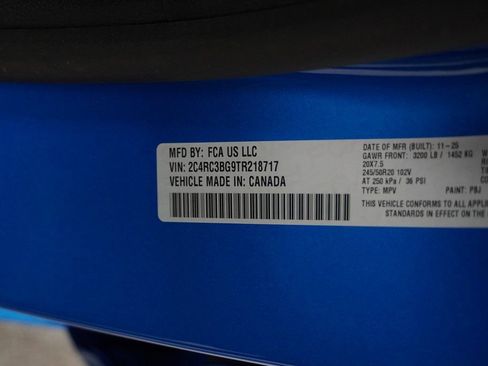 MFD BY: FCA US LLC
VIN: 2C4RC3BG9TR218717
VEHICLE MADE IN: CANADA
DATE OF MFR (BUILT): 11-25
GAWR FRONT: 3200 LB / 1452 KG
20X7.5
245/50R20 102V
AT 250 kPa / 36 PSI
TYPE: MPV PAINT: PBJ
THIS VEHICLE CONFORMS TO ALL APPLI
STANDARDS IN EFFECT ON THE